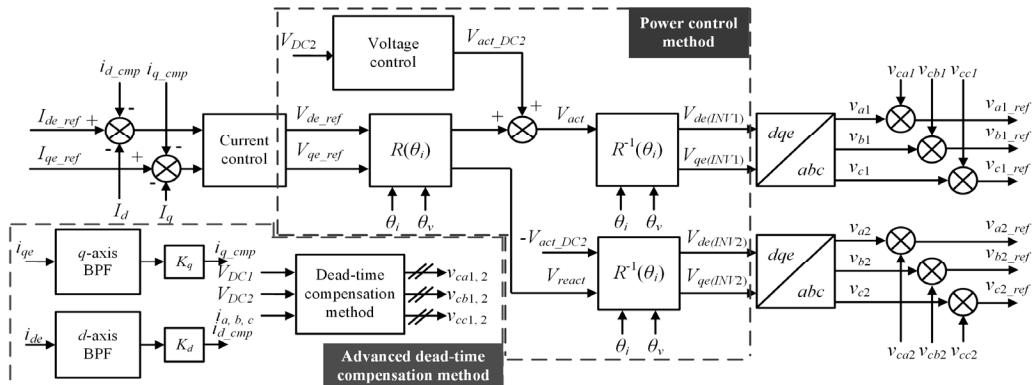 Power control
method
V_DC2
Voltage
control
V_act_DC2
i_d_cmp
i_q_cmp
-
-
I_de_ref
+
I_qe_ref
+
-
-
I_d
I_q
Current
control
V_de_ref
V_qe_ref
R(θ_i)
θ_i
θ_v
+
+
V_act
R⁻¹(θ_i)
θ_i
θ_v
V_de(INV1)
V_qe(INV1)
dqe
abc
v_ca1
v_cb1
v_cc1
v_a1
v_b1
v_c1
v_a1_ref
v_b1_ref
v_c1_ref
-V_act_DC2
V_react
R⁻¹(θ_i)
θ_i
θ_v
V_de(INV2)
V_qe(INV2)
dqe
abc
v_a2
v_b2
v_c2
v_a2_ref
v_b2_ref
v_c2_ref
v_ca2
v_cb2
v_cc2
i_qe
q-axis
BPF
K_q
i_q_cmp
i_de
d-axis
BPF
K_d
i_d_cmp
V_DC1
V_DC2
i_a, b, c
Dead-time
compensation
method
v_ca1, 2
v_cb1, 2
v_cc1, 2
Advanced dead-time
compensation method